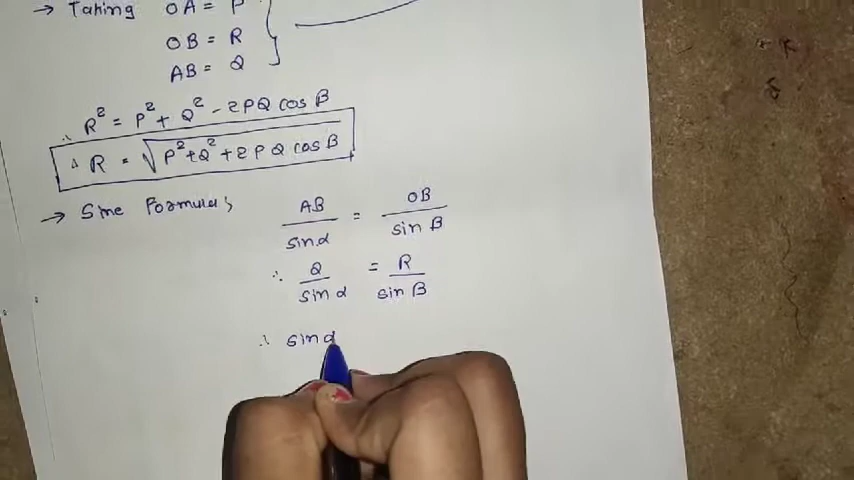 → Taking OA = P
OB = R
AB = Q
∴ R² = P² + Q² - 2PQ cos β
∴ R = √P²+Q²+2PQ cos β
→ Sine Formula;
AB/sin α = OB/sin β
∴ Q/sin α = R/sin β
∴ sin α